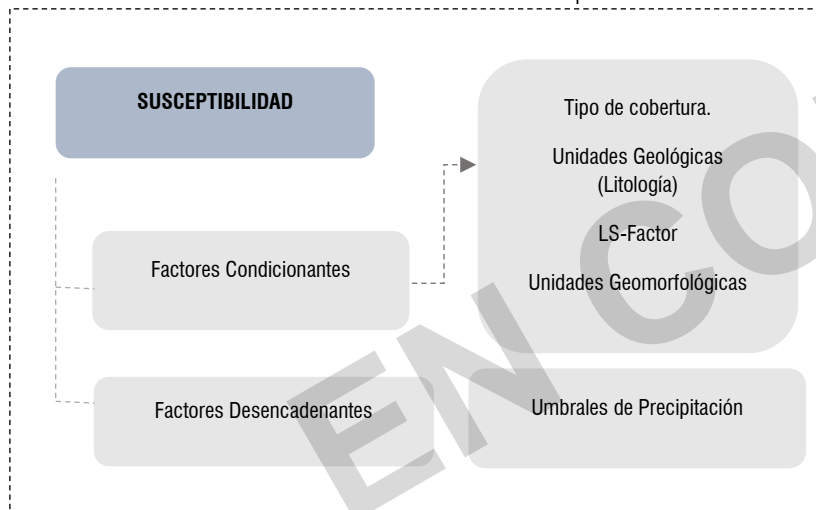 SUSCEPTIBILIDAD
Tipo de cobertura.
Unidades Geológicas
(Litología)
LS-Factor
Unidades Geomorfológicas
Factores Condicionantes
Factores Desencadenantes
Umbrales de Precipitación
EN CO